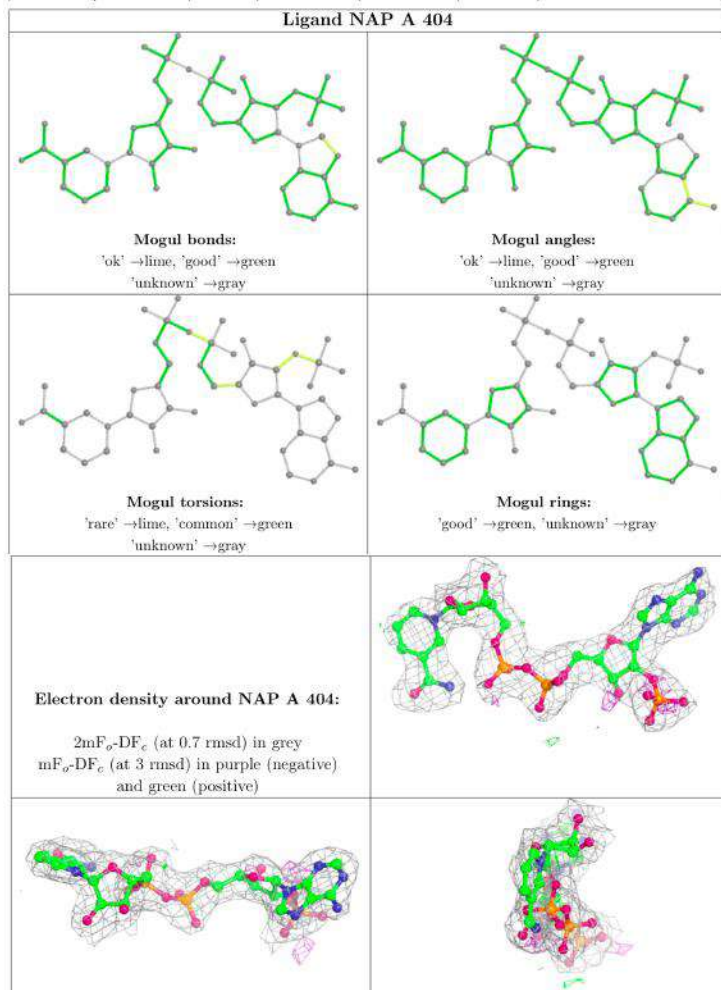 Ligand NAP A 404
Mogul bonds:
'ok' →lime, 'good' →green
'unknown' →gray
Mogul angles:
'ok' →lime, 'good' →green
'unknown' →gray
Mogul torsions:
'rare' →lime, 'common' →green
'unknown' →gray
Mogul rings:
'good' →green, 'unknown' →gray
Electron density around NAP A 404:
2mFₒ-DF꜀ (at 0.7 rmsd) in grey
mFₒ-DF꜀ (at 3 rmsd) in purple (negative)
and green (positive)